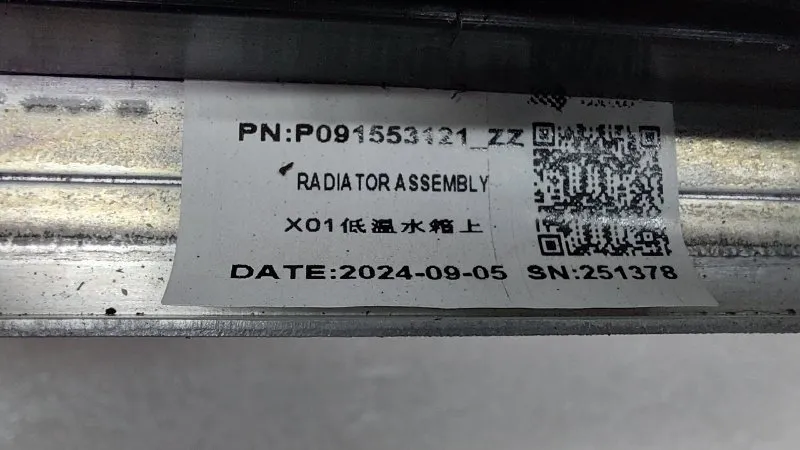 PN:P091553121_ZZ
RADIATOR ASSEMBLY
X01低温水箱上
DATE:2024-09-05 SN:251378